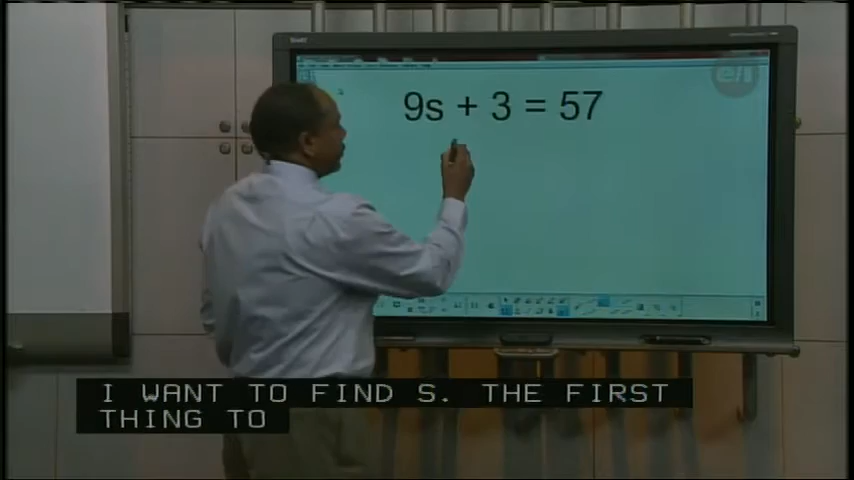 9s + 3 = 57
I WANT TO FIND S. THE FIRST
THING TO